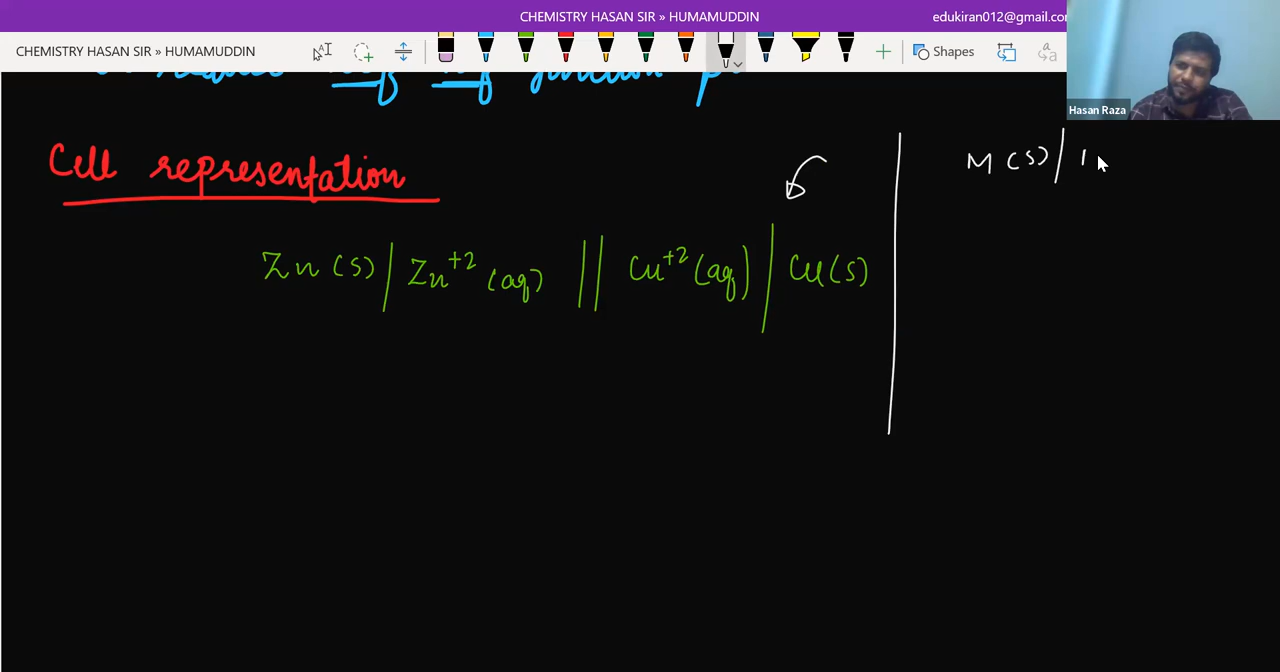 CHEMISTRY HASAN SIR » HUMAMUDDIN
edukiran012@gmail.co
CHEMISTRY HASAN SIR » HUMAMUDDIN
Shapes
Hasan Raza
junction
Cell representation
M (s) |
Zn (s) | Zn⁺² (aq) || Cu⁺² (aq) | Cu (s)